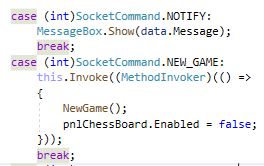 case (int)SocketCommand.NOTIFY:
MessageBox.Show(data.Message);
break;
case (int)SocketCommand.NEW_GAME:
this.Invoke((MethodInvoker)(() =>
{
NewGame();
pnlChessBoard.Enabled = false;
}));
break;